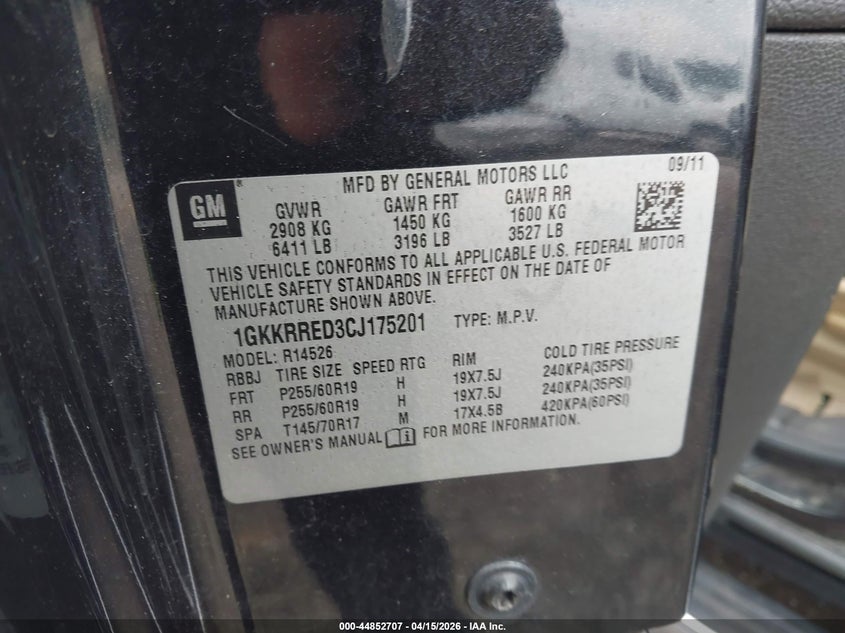 GM
®
MFD BY GENERAL MOTORS LLC
09/11
GVWR GAWR FRT GAWR RR
2908 KG 1450 KG 1600 KG
6411 LB 3196 LB 3527 LB
THIS VEHICLE CONFORMS TO ALL APPLICABLE U.S. FEDERAL MOTOR
VEHICLE SAFETY STANDARDS IN EFFECT ON THE DATE OF
MANUFACTURE SHOWN ABOVE.
1GKKRRED3CJ175201 TYPE: M.P.V.
MODEL: R14526
RBBJ TIRE SIZE SPEED RTG RIM COLD TIRE PRESSURE
FRT P255/60R19 H 19X7.5J 240KPA(35PSI)
RR P255/60R19 H 19X7.5J 240KPA(35PSI)
SPA T145/70R17 M 17X4.5B 420KPA(60PSI)
SEE OWNER'S MANUAL FOR MORE INFORMATION.
000-44852707 - 04/15/2026 - IAA Inc.